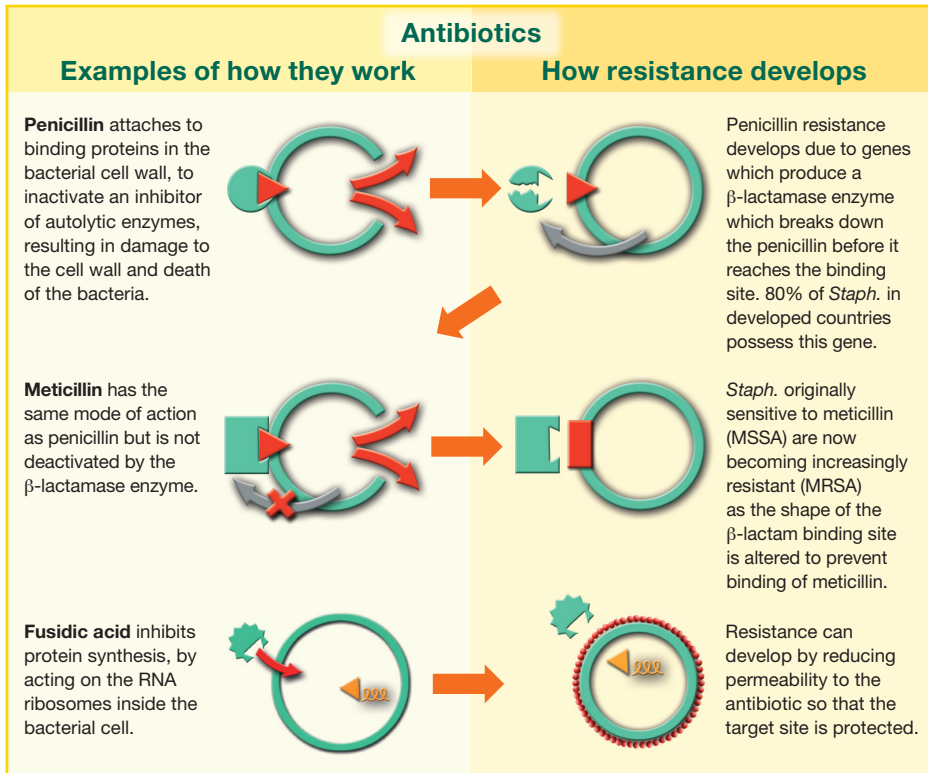 Antibiotics
Examples of how they work
How resistance develops
Penicillin attaches to
binding proteins in the
bacterial cell wall, to
inactivate an inhibitor
of autolytic enzymes,
resulting in damage to
the cell wall and death
of the bacteria.
Penicillin resistance
develops due to genes
which produce a
β-lactamase enzyme
which breaks down
the penicillin before it
reaches the binding
site. 80% of Staph. in
developed countries
possess this gene.
Meticillin has the
same mode of action
as penicillin but is not
deactivated by the
β-lactamase enzyme.
Staph. originally
sensitive to meticillin
(MSSA) are now
becoming increasingly
resistant (MRSA)
as the shape of the
β-lactam binding site
is altered to prevent
binding of meticillin.
Fusidic acid inhibits
protein synthesis, by
acting on the RNA
ribosomes inside the
bacterial cell.
Resistance can
develop by reducing
permeability to the
antibiotic so that the
target site is protected.